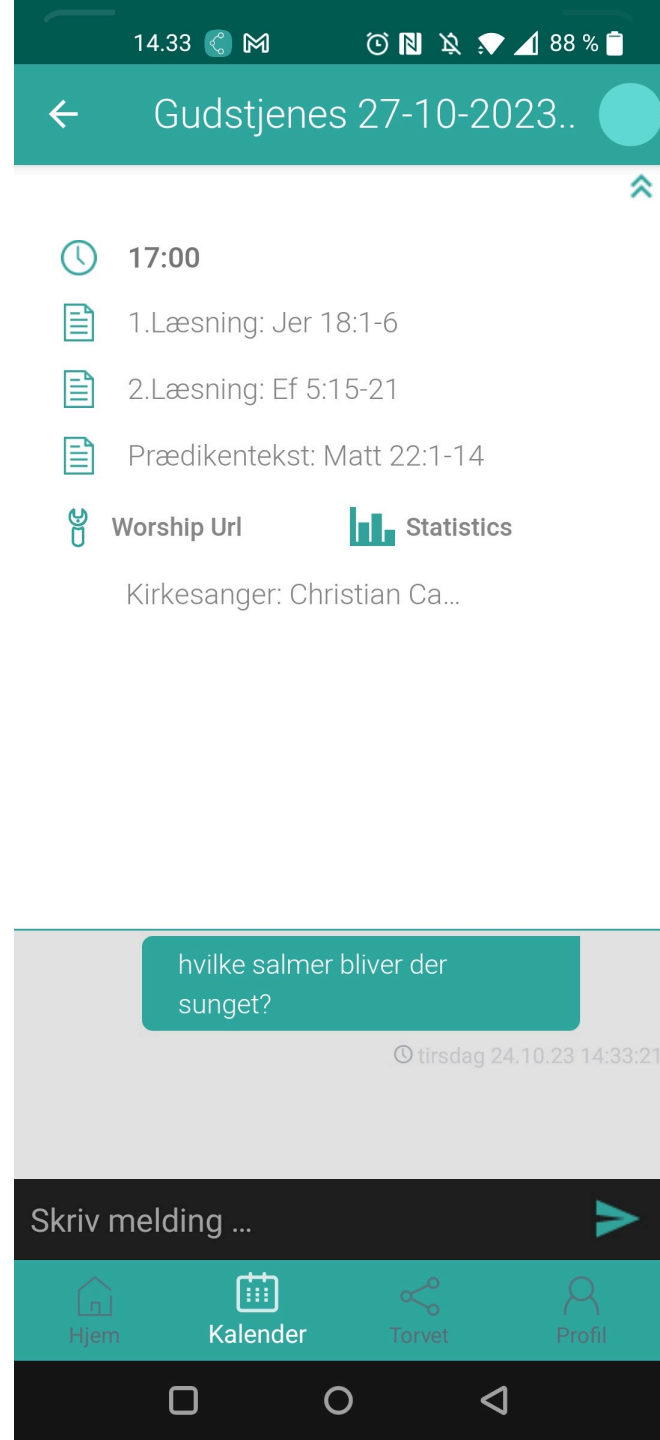 14.33
88 %
Gudstjenes 27-10-2023..
17:00
1.Læsning: Jer 18:1-6
2.Læsning: Ef 5:15-21
Prædikentekst: Matt 22:1-14
Worship Url
Statistics
Kirkesanger: Christian Ca...
hvilke salmer bliver der
sunget?
tirsdag 24.10.23 14:33:21
Skriv melding ...
Hjem
Kalender
Torvet
Profil